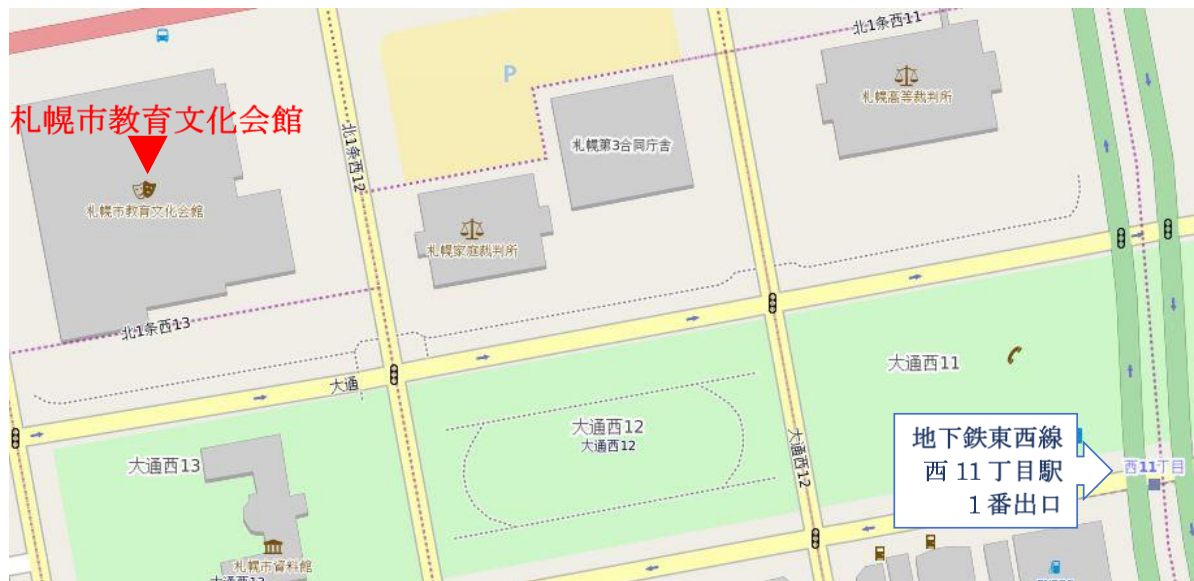 北1条西11
P
札幌高等裁判所
札幌市教育文化会館
北1条西12
札幌第3合同庁舎
札幌市教育文化会館
札幌家庭裁判所
北1条西13
大通
大通西11
大通西12
大通西12
大通西12
大通西13
地下鉄東西線
西 11 丁目駅
1 番出口
西11丁目
札幌市資料館